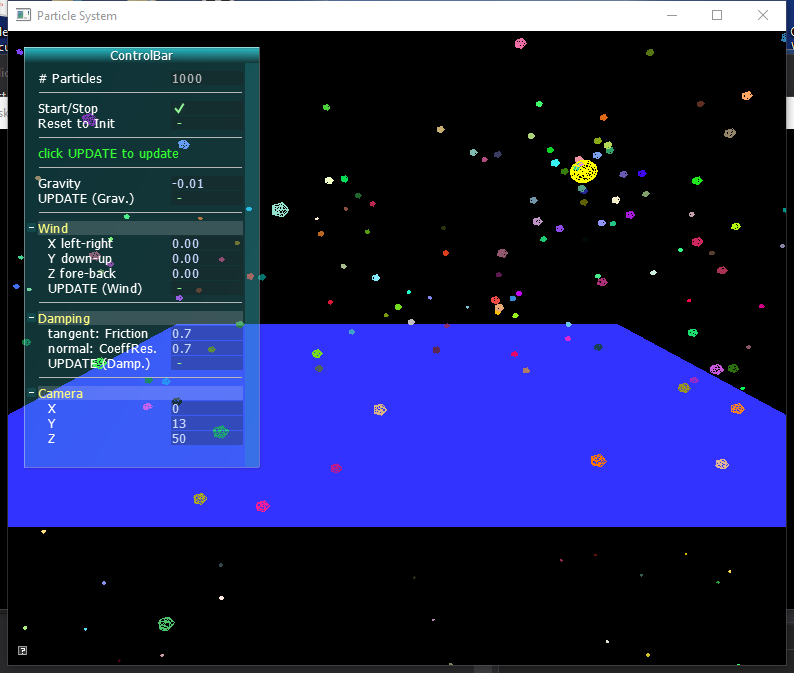 Particle System
ControlBar
# Particles 1000
Start/Stop ✓
Reset to Init -
click UPDATE to update
Gravity -0.01
UPDATE (Grav.) -
- Wind
X left-right 0.00
Y down-up 0.00
Z fore-back 0.00
UPDATE (Wind) -
- Damping
tangent: Friction 0.7
normal: CoeffRes. 0.7
UPDATE (Damp.) -
- Camera
X 0
Y 13
Z 50
?